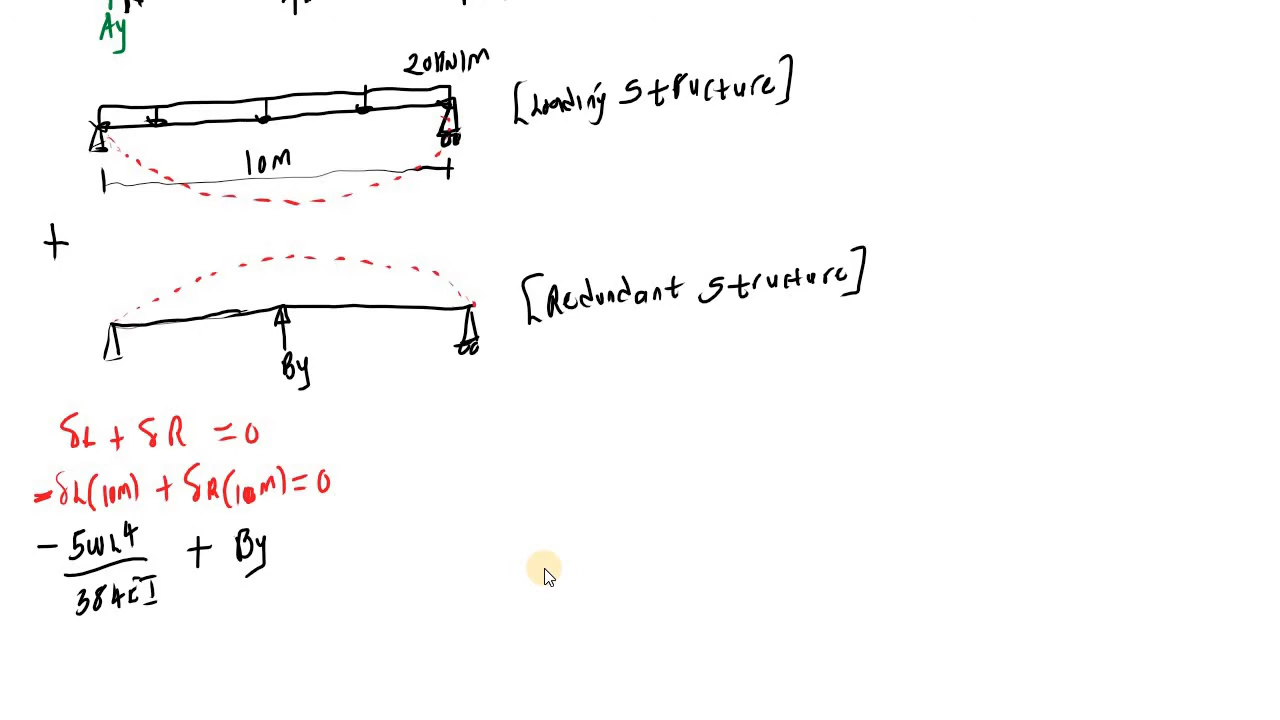 Ay
20kN/m
[Loading structure]
10m
+
[Redundant structure]
By
δL + δR = 0
-δL(10m) + δR(10m) = 0
- 5wL4 + By
384EI